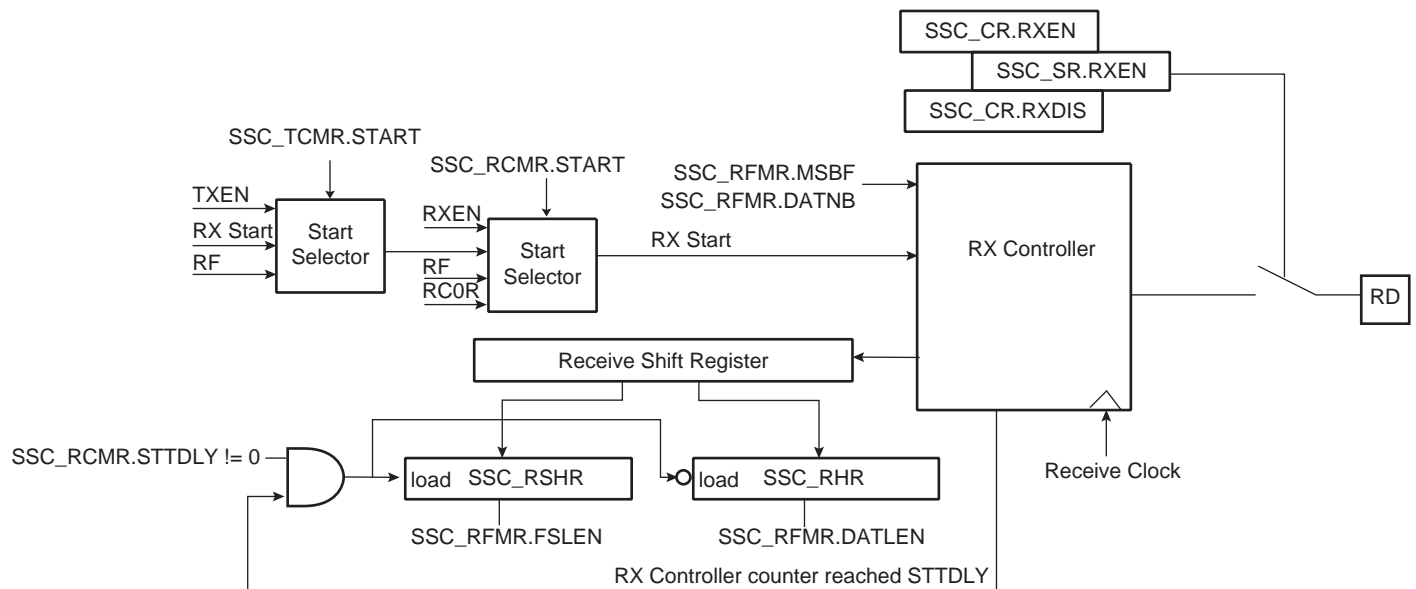 SSC_CR.RXEN
SSC_SR.RXEN
SSC_CR.RXDIS
SSC_TCMR.START
SSC_RCMR.START
SSC_RFMR.MSBF
SSC_RFMR.DATNB
TXEN
RX Start
RF
Start
Selector
RXEN
RF
RC0R
Start
Selector
RX Start
RX Controller
RD
Receive Shift Register
SSC_RCMR.STTDLY != 0
load SSC_RSHR
load SSC_RHR
Receive Clock
SSC_RFMR.FSLEN
SSC_RFMR.DATLEN
RX Controller counter reached STTDLY